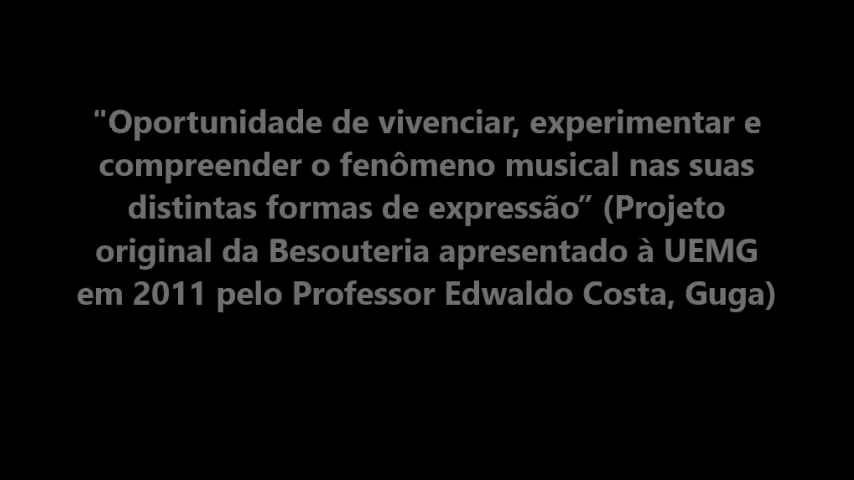 "Oportunidade de vivenciar, experimentar e
compreender o fenômeno musical nas suas
distintas formas de expressão” (Projeto
original da Besouteria apresentado à UEMG
em 2011 pelo Professor Edwaldo Costa, Guga)